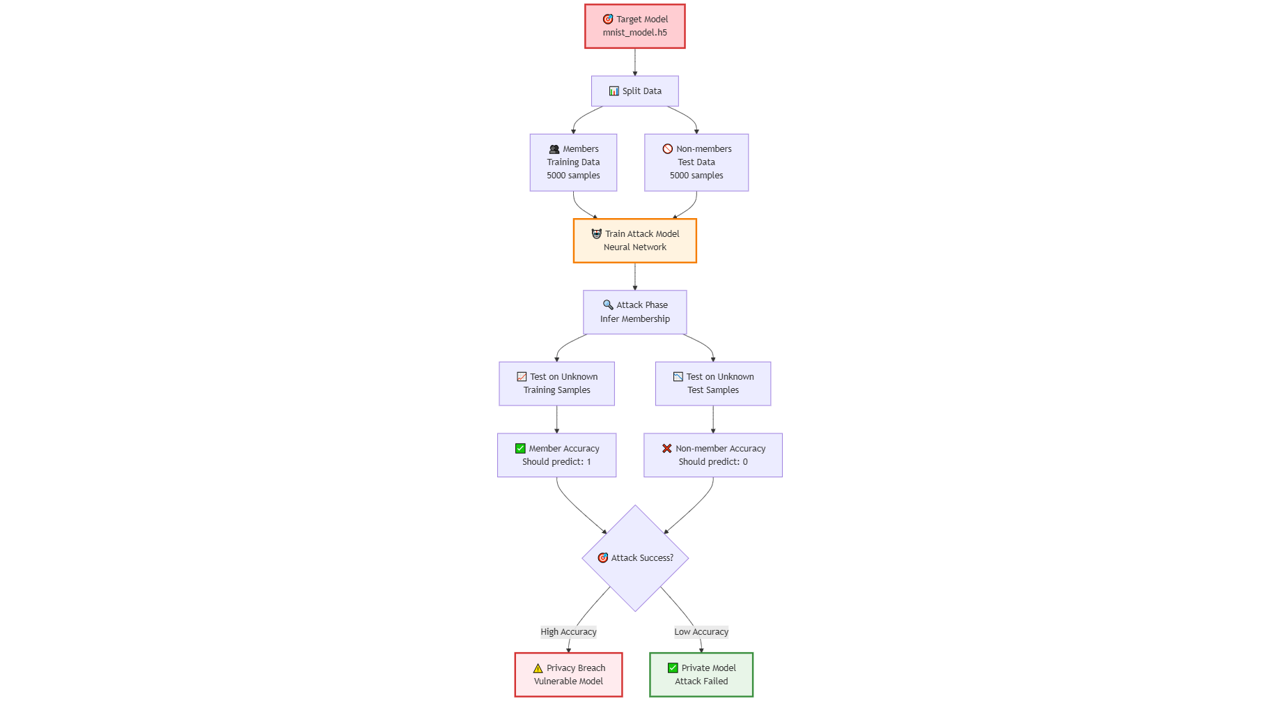 🎯 Target Model
mnist_model.h5
📊 Split Data
👥 Members
Training Data
5000 samples
🚫 Non-members
Test Data
5000 samples
😈 Train Attack Model
Neural Network
🔍 Attack Phase
Infer Membership
📈 Test on Unknown
Training Samples
📉 Test on Unknown
Test Samples
✅ Member Accuracy
Should predict: 1
❌ Non-member Accuracy
Should predict: 0
🎯 Attack Success?
High Accuracy
Low Accuracy
⚠️ Privacy Breach
Vulnerable Model
✅ Private Model
Attack Failed